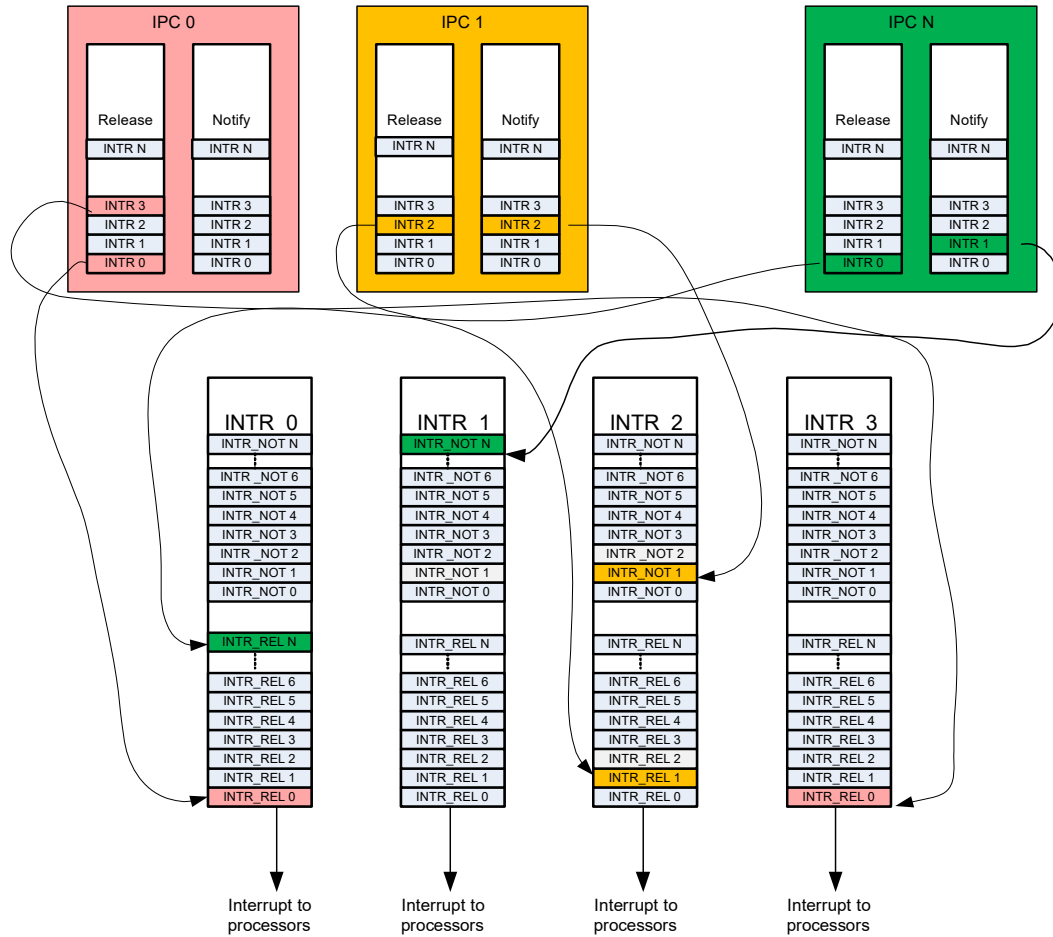 IPC 0
Release
Notify
INTR N
INTR N
INTR 3
INTR 3
INTR 2
INTR 2
INTR 1
INTR 1
INTR 0
INTR 0
IPC 1
Release
Notify
INTR N
INTR N
INTR 3
INTR 3
INTR 2
INTR 2
INTR 1
INTR 1
INTR 0
INTR 0
IPC N
Release
Notify
INTR N
INTR N
INTR 3
INTR 3
INTR 2
INTR 2
INTR 1
INTR 1
INTR 0
INTR 0
INTR_0
INTR_NOT N
INTR_NOT 6
INTR_NOT 5
INTR_NOT 4
INTR_NOT 3
INTR_NOT 2
INTR_NOT 1
INTR_NOT 0
INTR_REL N
INTR_REL 6
INTR_REL 5
INTR_REL 4
INTR_REL 3
INTR_REL 2
INTR_REL 1
INTR_REL 0
Interrupt to
processors
INTR_1
INTR_NOT N
INTR_NOT 6
INTR_NOT 5
INTR_NOT 4
INTR_NOT 3
INTR_NOT 2
INTR_NOT 1
INTR_NOT 0
INTR_REL N
INTR_REL 6
INTR_REL 5
INTR_REL 4
INTR_REL 3
INTR_REL 2
INTR_REL 1
INTR_REL 0
Interrupt to
processors
INTR_2
INTR_NOT N
INTR_NOT 6
INTR_NOT 5
INTR_NOT 4
INTR_NOT 3
INTR_NOT 2
INTR_NOT 1
INTR_NOT 0
INTR_REL N
INTR_REL 6
INTR_REL 5
INTR_REL 4
INTR_REL 3
INTR_REL 2
INTR_REL 1
INTR_REL 0
Interrupt to
processors
INTR_3
INTR_NOT N
INTR_NOT 6
INTR_NOT 5
INTR_NOT 4
INTR_NOT 3
INTR_NOT 2
INTR_NOT 1
INTR_NOT 0
INTR_REL N
INTR_REL 6
INTR_REL 5
INTR_REL 4
INTR_REL 3
INTR_REL 2
INTR_REL 1
INTR_REL 0
Interrupt to
processors